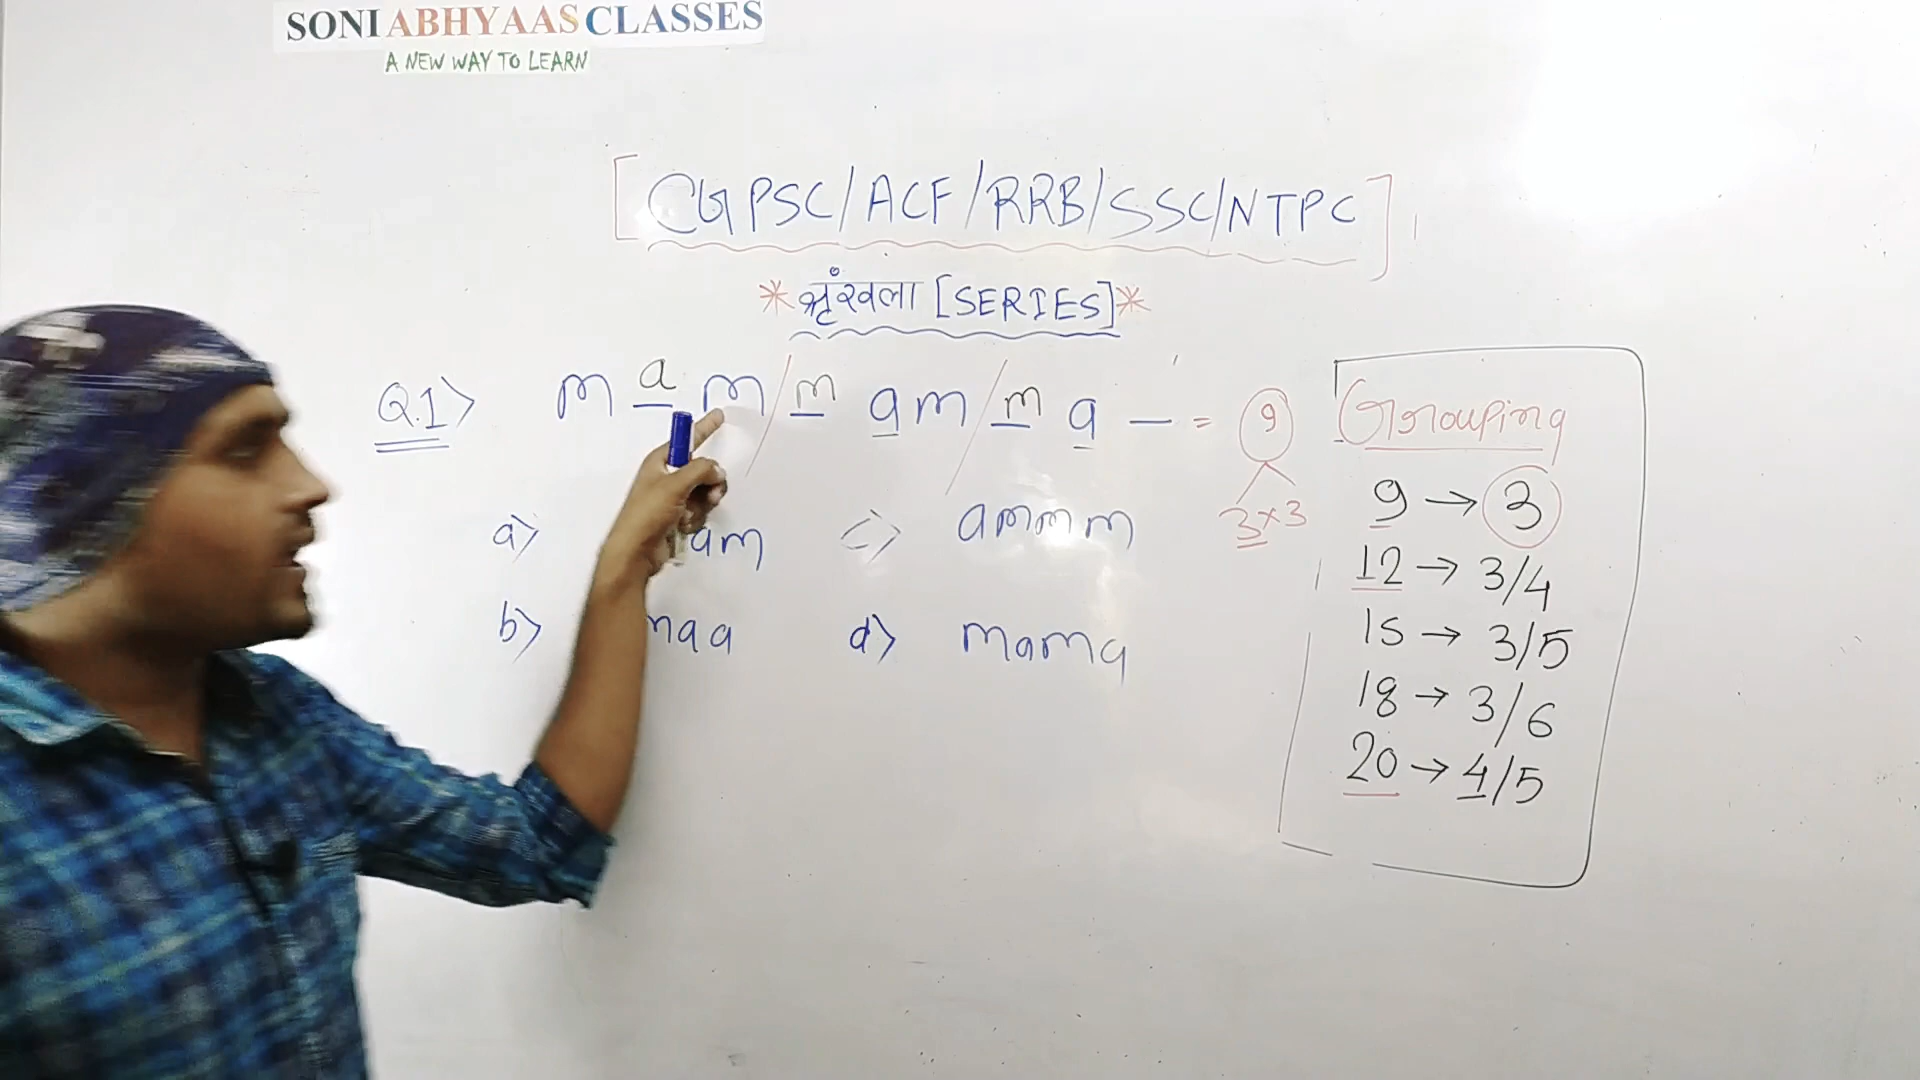 SONI ABHYAAS CLASSES
A NEW WAY TO LEARN
[CGPSC/ACF/RRB/SSC/NTPC]
*श्रृंखला [SERIES]*
Q.1> m a m / m a m / m a _ = 9
3×3
a> am c> ammm
b> maa d> mama
Grouping
9 → 3
12 → 3/4
15 → 3/5
18 → 3/6
20 → 4/5